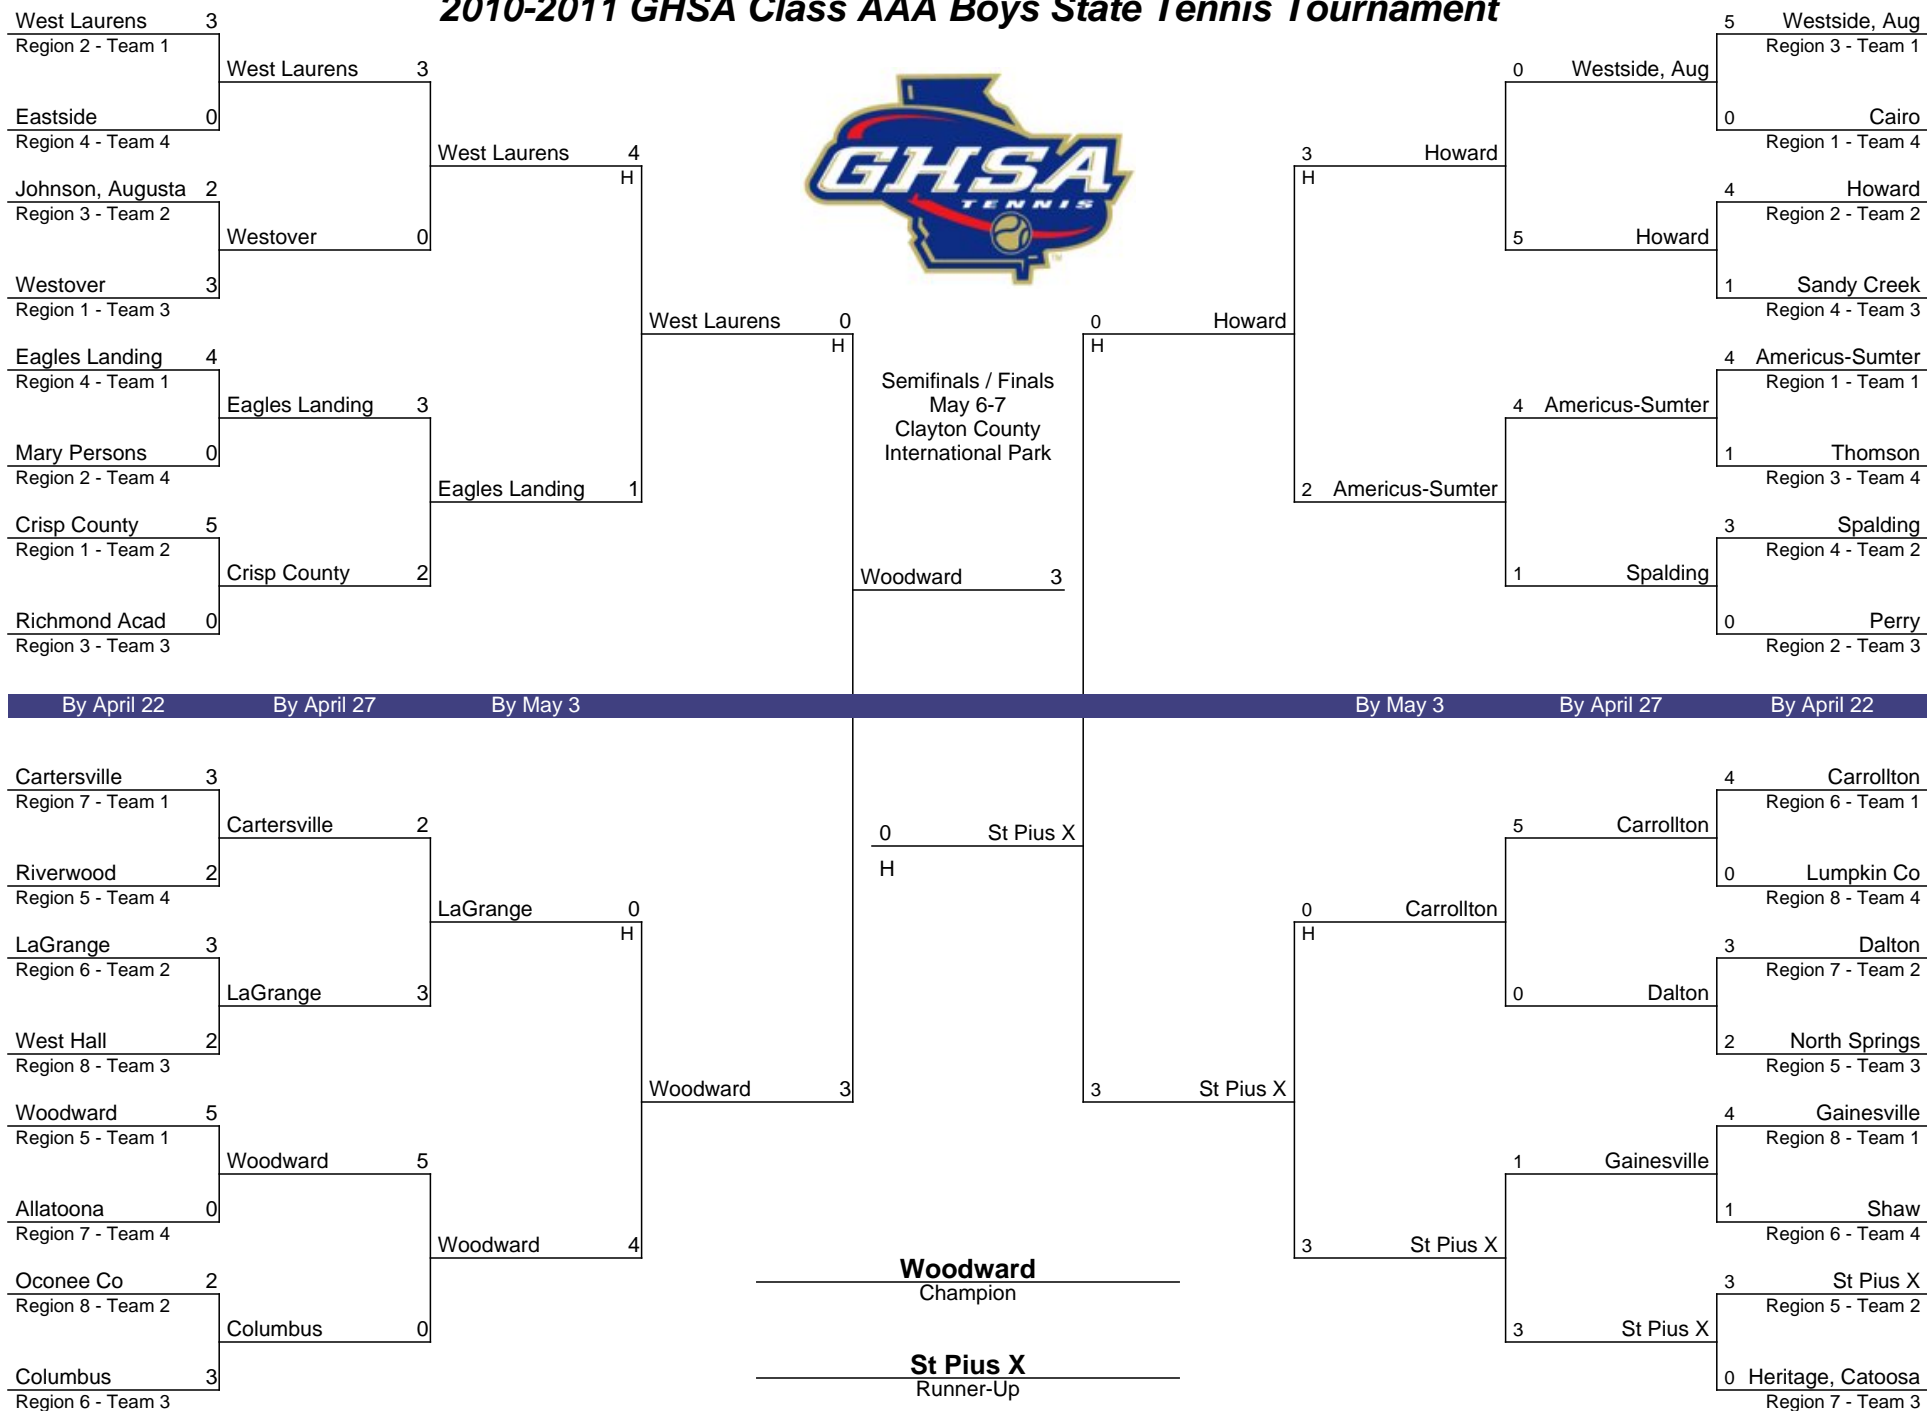 2010-2011 GHSA Class AAA Boys State Tennis Tournament
West Laurens 3
Region 2 - Team 1
Eastside 0
Region 4 - Team 4
Johnson, Augusta 2
Region 3 - Team 2
Westover 3
Region 1 - Team 3
Eagles Landing 4
Region 4 - Team 1
Mary Persons 0
Region 2 - Team 4
Crisp County 5
Region 1 - Team 2
Richmond Acad 0
Region 3 - Team 3
West Laurens 3
Westover 0
Eagles Landing 3
Crisp County 2
West Laurens 4
H
Eagles Landing 1
West Laurens 0
H
GHSA
TENNIS
TM
Semifinals / Finals
May 6-7
Clayton County
International Park
Woodward 3
0 Howard
H
3 Howard
H
2 Americus-Sumter
0 Westside, Aug
5 Howard
4 Americus-Sumter
1 Spalding
5 Westside, Aug
Region 3 - Team 1
0 Cairo
Region 1 - Team 4
4 Howard
Region 2 - Team 2
1 Sandy Creek
Region 4 - Team 3
4 Americus-Sumter
Region 1 - Team 1
1 Thomson
Region 3 - Team 4
3 Spalding
Region 4 - Team 2
0 Perry
Region 2 - Team 3
By April 22 By April 27 By May 3 By May 3 By April 27 By April 22
Cartersville 3
Region 7 - Team 1
Riverwood 2
Region 5 - Team 4
LaGrange 3
Region 6 - Team 2
West Hall 2
Region 8 - Team 3
Woodward 5
Region 5 - Team 1
Allatoona 0
Region 7 - Team 4
Oconee Co 2
Region 8 - Team 2
Columbus 3
Region 6 - Team 3
Cartersville 2
LaGrange 3
Woodward 5
Columbus 0
LaGrange 0
H
Woodward 4
Woodward 3
0 St Pius X
H
3 St Pius X
0 Carrollton
H
3 St Pius X
5 Carrollton
0 Dalton
1 Gainesville
3 St Pius X
4 Carrollton
Region 6 - Team 1
0 Lumpkin Co
Region 8 - Team 4
3 Dalton
Region 7 - Team 2
2 North Springs
Region 5 - Team 3
4 Gainesville
Region 8 - Team 1
1 Shaw
Region 6 - Team 4
3 St Pius X
Region 5 - Team 2
0 Heritage, Catoosa
Region 7 - Team 3
Woodward
Champion
St Pius X
Runner-Up